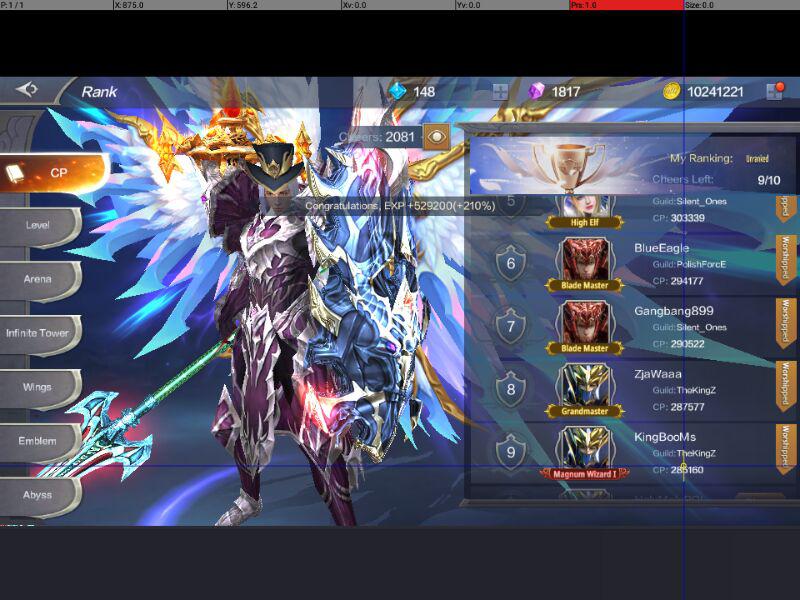 P: 1 / 1 X: 875.0 Y: 596.2 Xv: 0.0 Yv: 0.0 Prs: 1.0 Size: 0.0
Rank 148 1817 10241221
Cheers: 2081
My Ranking: Unranked
Cheers Left: 9/10
CP
Level
Arena
Infinite Tower
Wings
Emblem
Abyss
Congratulations, EXP +529200(+210%)
5 High Elf
Guild: Silent_Ones
CP: 303339
6 Blade Master
BlueEagle
Guild: PolishForcE
CP: 294177
Worshipped
7 Blade Master
Gangbang899
Guild: Silent_Ones
CP: 290522
Worshipped
8 Grandmaster
ZjaWaaa
Guild: TheKingZ
CP: 287577
Worshipped
9 Magnum Wizard I
KingBooMs
Guild: TheKingZ
CP: 285160
Worshipped